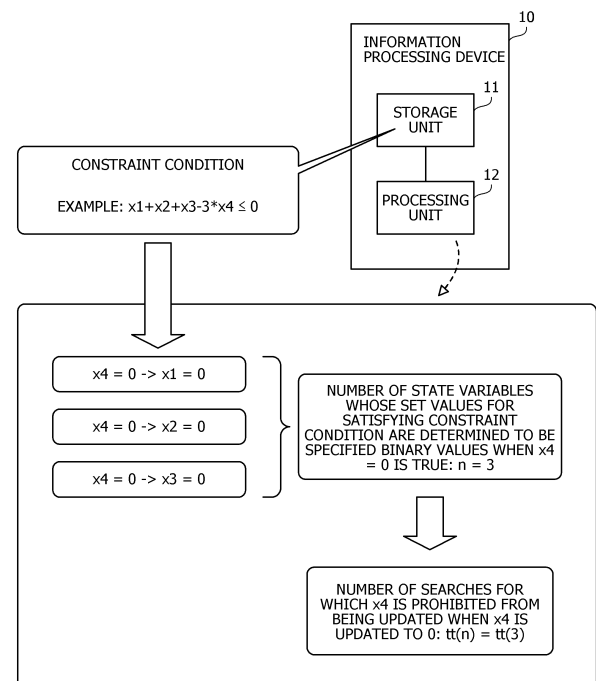 10
INFORMATION
PROCESSING DEVICE
11
STORAGE
UNIT
12
PROCESSING
UNIT
CONSTRAINT CONDITION
EXAMPLE: x1+x2+x3-3*x4 ≤ 0
x4 = 0 -> x1 = 0
x4 = 0 -> x2 = 0
x4 = 0 -> x3 = 0
NUMBER OF STATE VARIABLES
WHOSE SET VALUES FOR
SATISFYING CONSTRAINT
CONDITION ARE DETERMINED TO BE
SPECIFIED BINARY VALUES WHEN x4
= 0 IS TRUE: n = 3
NUMBER OF SEARCHES FOR
WHICH x4 IS PROHIBITED FROM
BEING UPDATED WHEN x4 IS
UPDATED TO 0: tt(n) = tt(3)